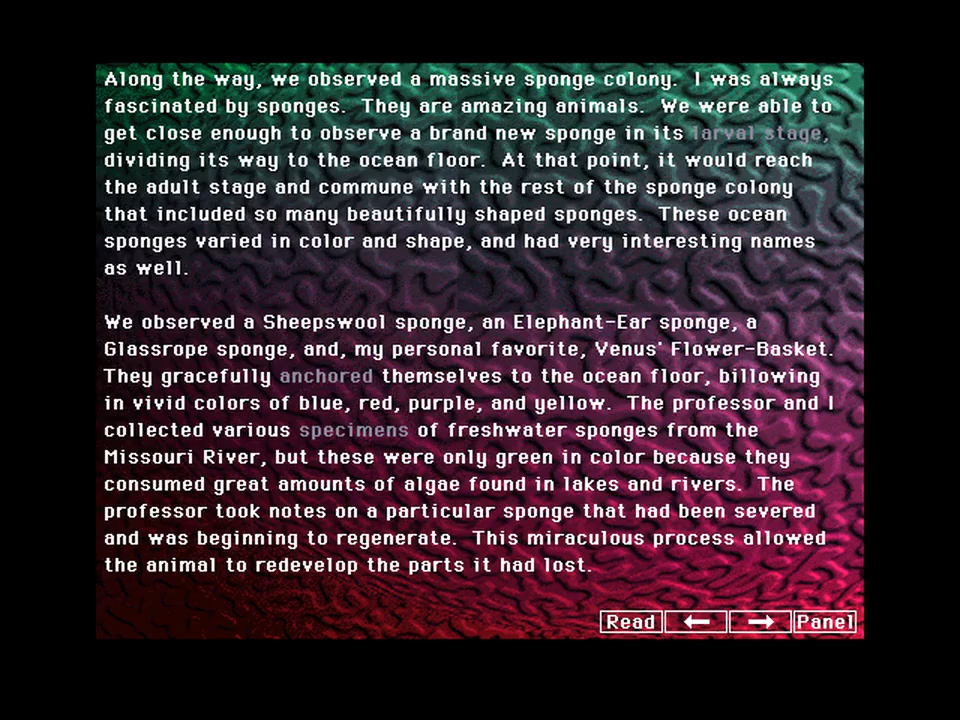 Along the way, we observed a massive sponge colony.  I was always
fascinated by sponges.  They are amazing animals.  We were able to
get close enough to observe a brand new sponge in its larval stage,
dividing its way to the ocean floor.  At that point, it would reach
the adult stage and commune with the rest of the sponge colony
that included so many beautifully shaped sponges.  These ocean
sponges varied in color and shape, and had very interesting names
as well.

We observed a Sheepswool sponge, an Elephant-Ear sponge, a
Glassrope sponge, and, my personal favorite, Venus' Flower-Basket.
They gracefully anchored themselves to the ocean floor, billowing
in vivid colors of blue, red, purple, and yellow.  The professor and I
collected various specimens of freshwater sponges from the
Missouri River, but these were only green in color because they
consumed great amounts of algae found in lakes and rivers.  The
professor took notes on a particular sponge that had been severed
and was beginning to regenerate.  This miraculous process allowed
the animal to redevelop the parts it had lost.

Read ← → Panel